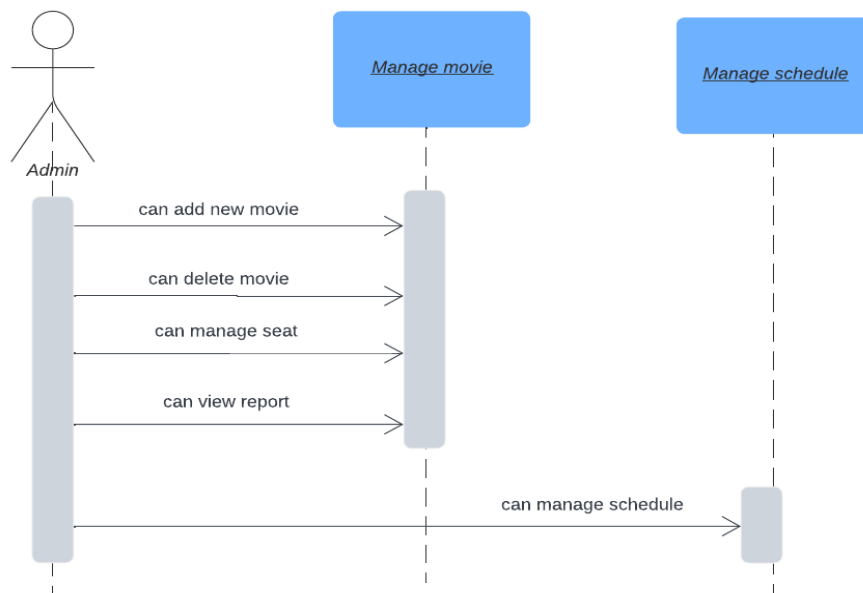 Manage movie
Manage schedule
Admin
can add new movie
can delete movie
can manage seat
can view report
can manage schedule